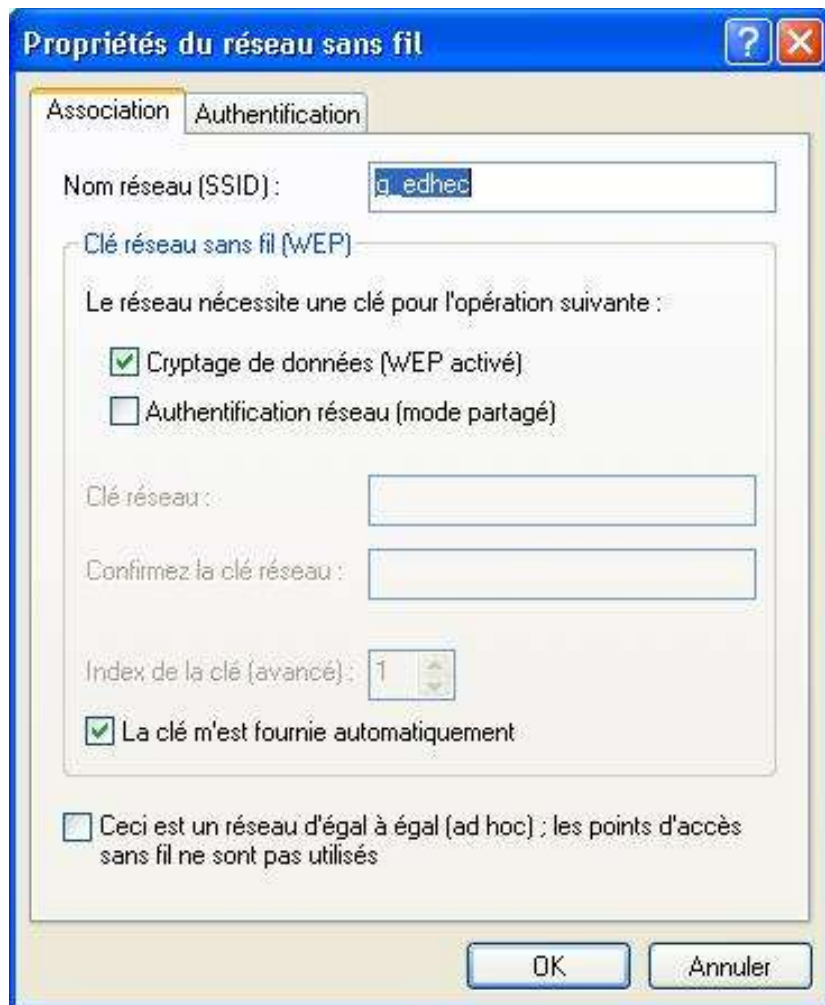 Propriétés du réseau sans fil
Association Authentification
Nom réseau (SSID) : g_edhec
Clé réseau sans fil (WEP)
Le réseau nécessite une clé pour l'opération suivante :
Cryptage de données (WEP activé)
Authentification réseau (mode partagé)
Clé réseau :
Confirmez la clé réseau :
Index de la clé (avancé) : 1
La clé m'est fournie automatiquement
Ceci est un réseau d'égal à égal (ad hoc) ; les points d'accès
sans fil ne sont pas utilisés
OK Annuler